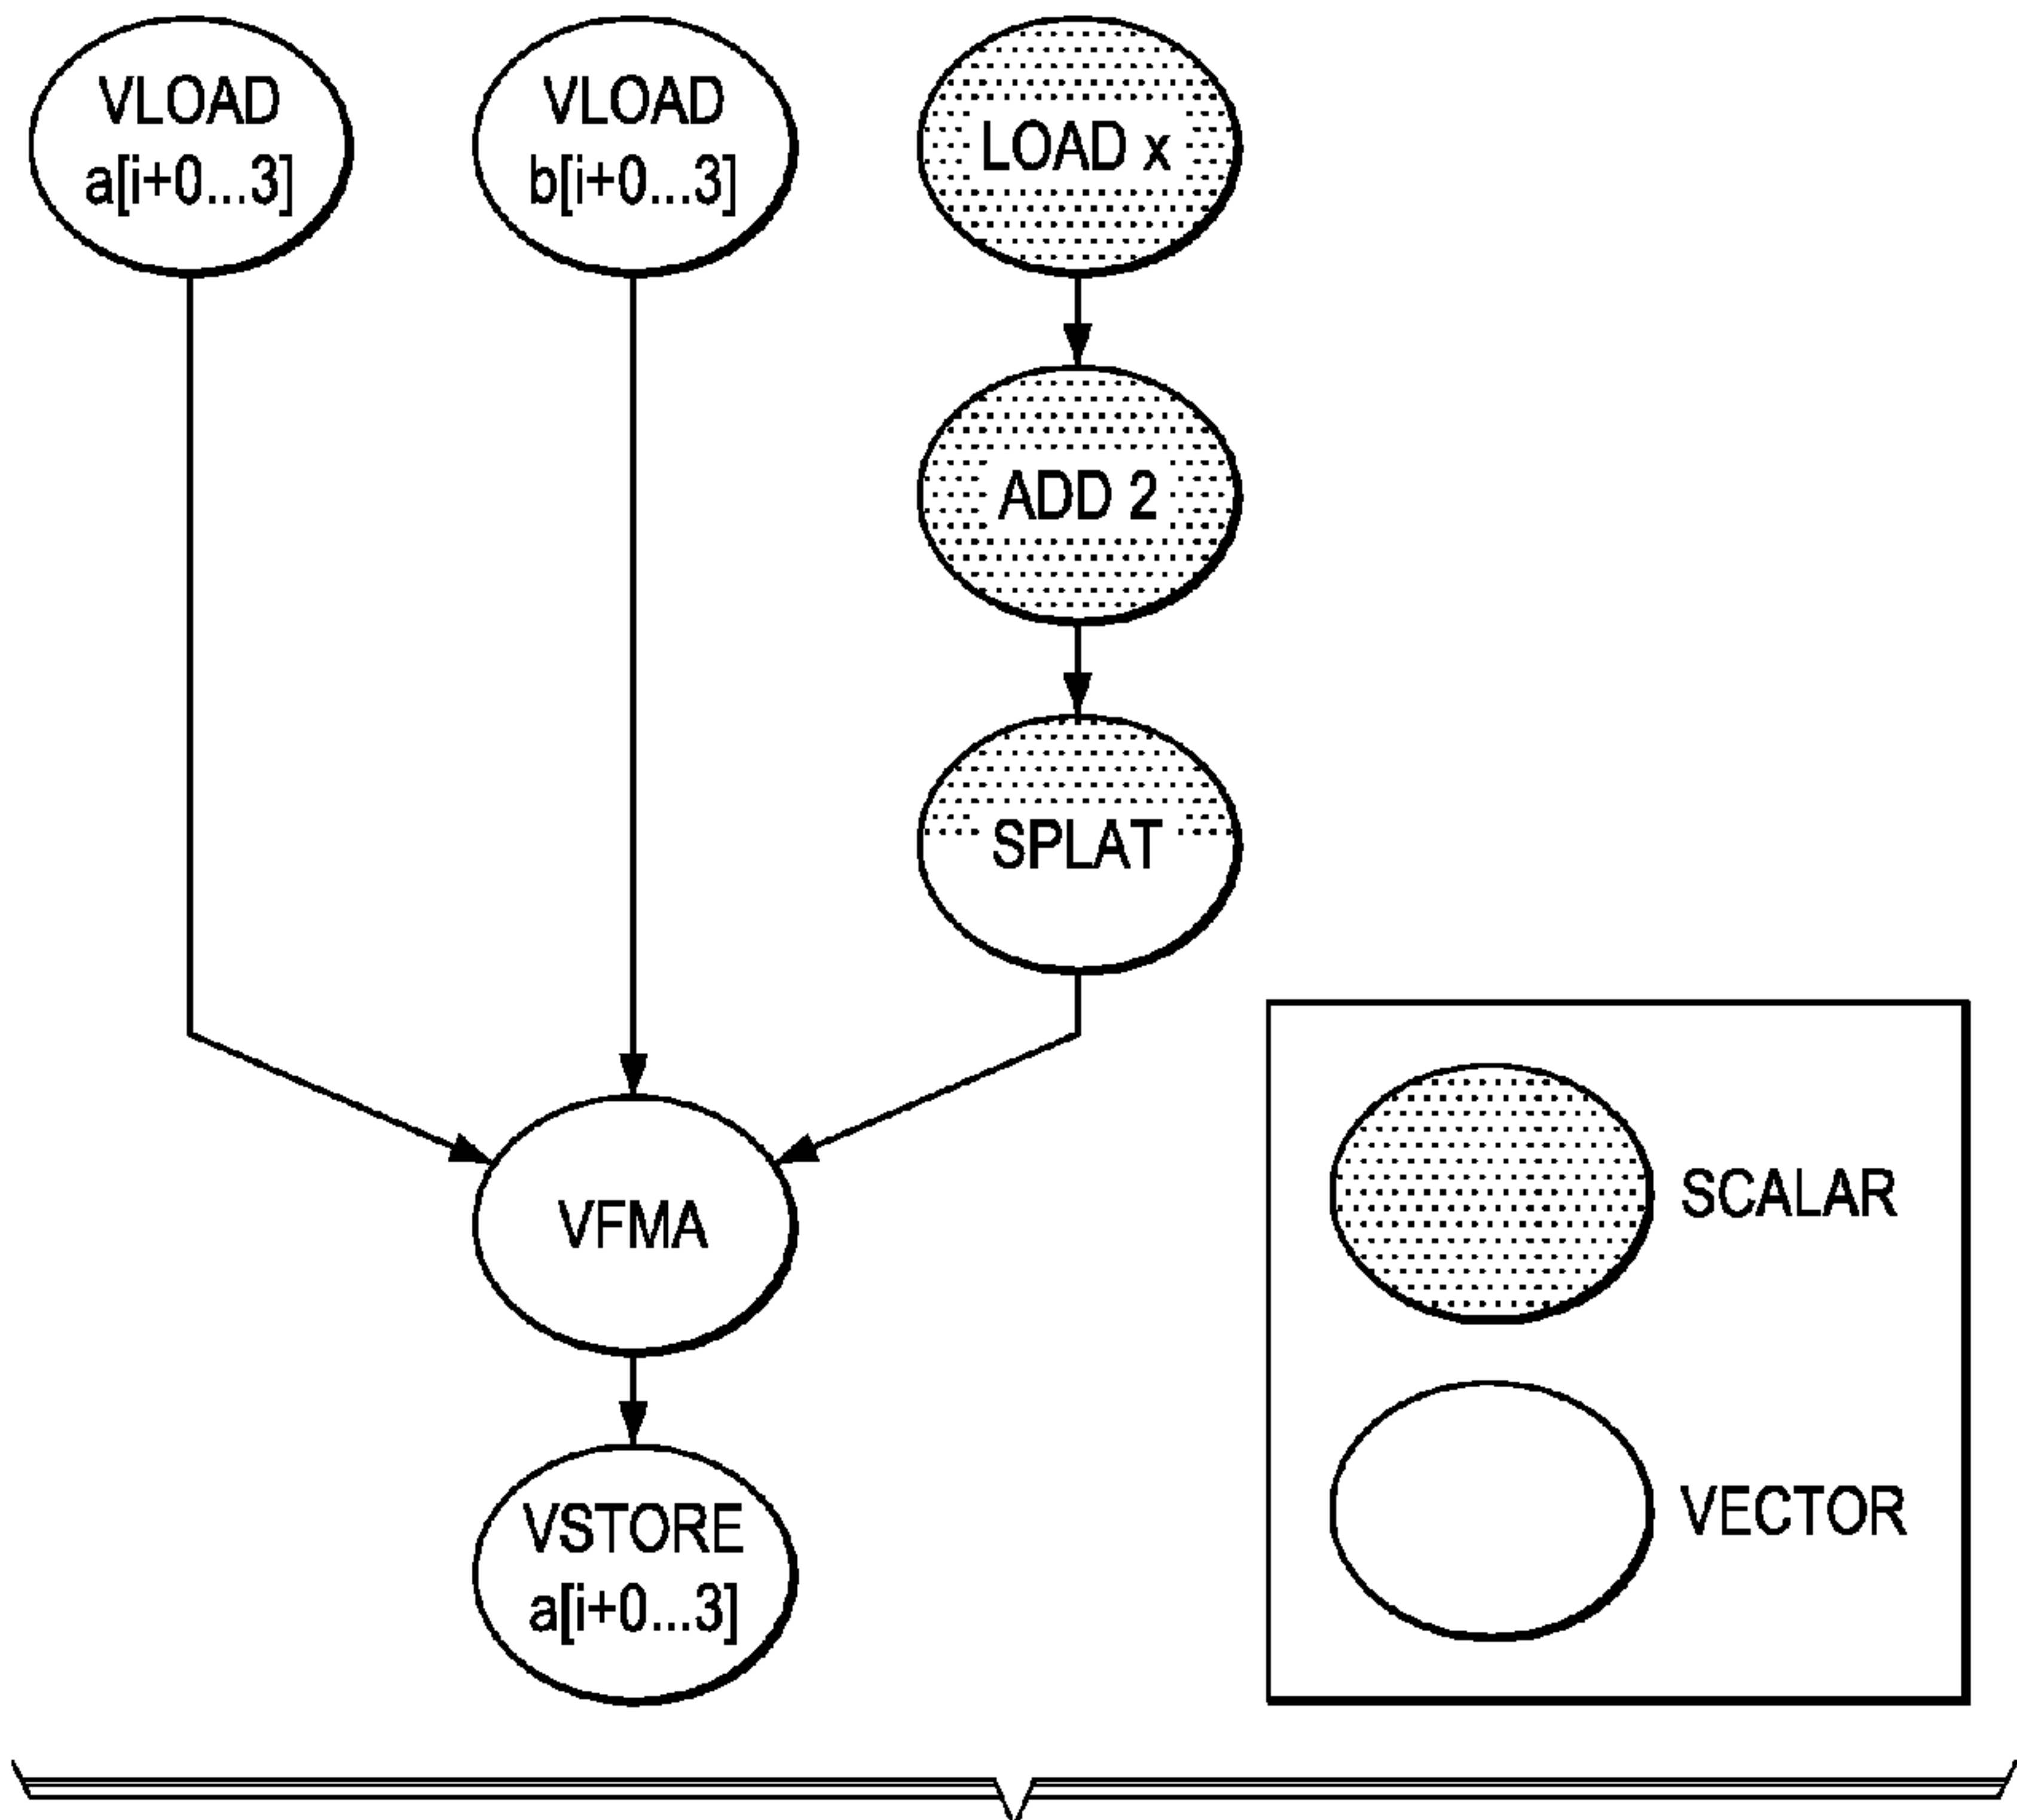 VLOAD
a[i+0...3]
VLOAD
b[i+0...3]
LOAD x
ADD 2
SPLAT
VFMA
VSTORE
a[i+0...3]
SCALAR
VECTOR